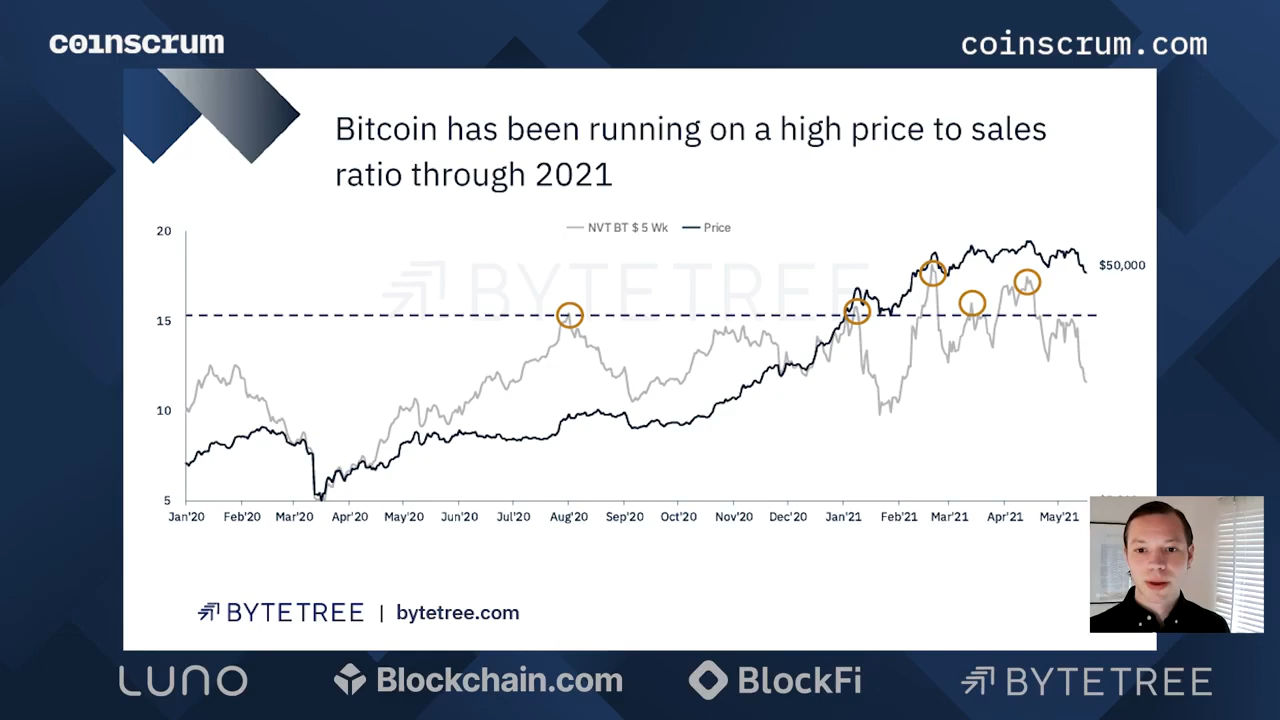 coinscrum
coinscrum.com
Bitcoin has been running on a high price to sales
ratio through 2021
NVT BT $ 5 Wk
Price
BYTETREE
20
15
10
5
$50,000
Jan'20 Feb'20 Mar'20 Apr'20 May'20 Jun'20 Jul'20 Aug'20 Sep'20 Oct'20 Nov'20 Dec'20 Jan'21 Feb'21 Mar'21 Apr'21 May'21
BYTETREE | bytetree.com
LUNO
Blockchain.com
BlockFi
BYTETREE